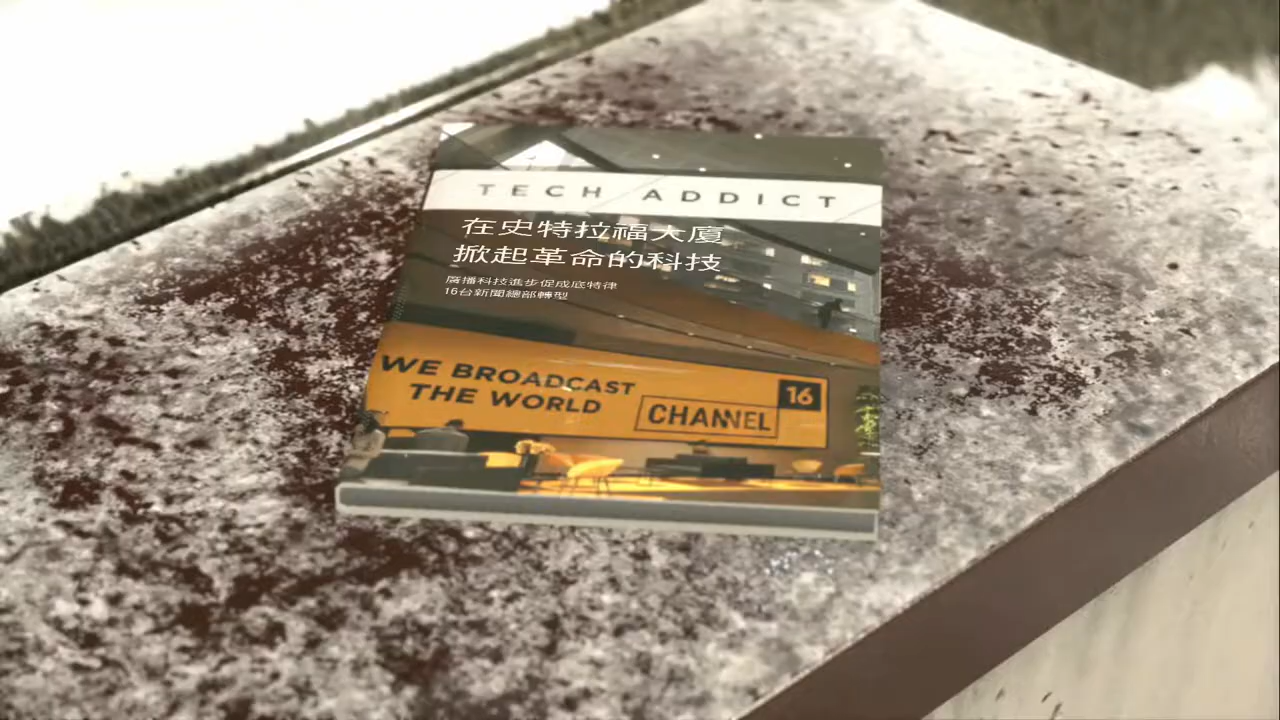 TECH ADDICT
在史特拉福大廈
掀起革命的科技
廣播科技進步促成底特律
16台新聞總部轉型
WE BROADCAST
THE WORLD
CHANNEL
16